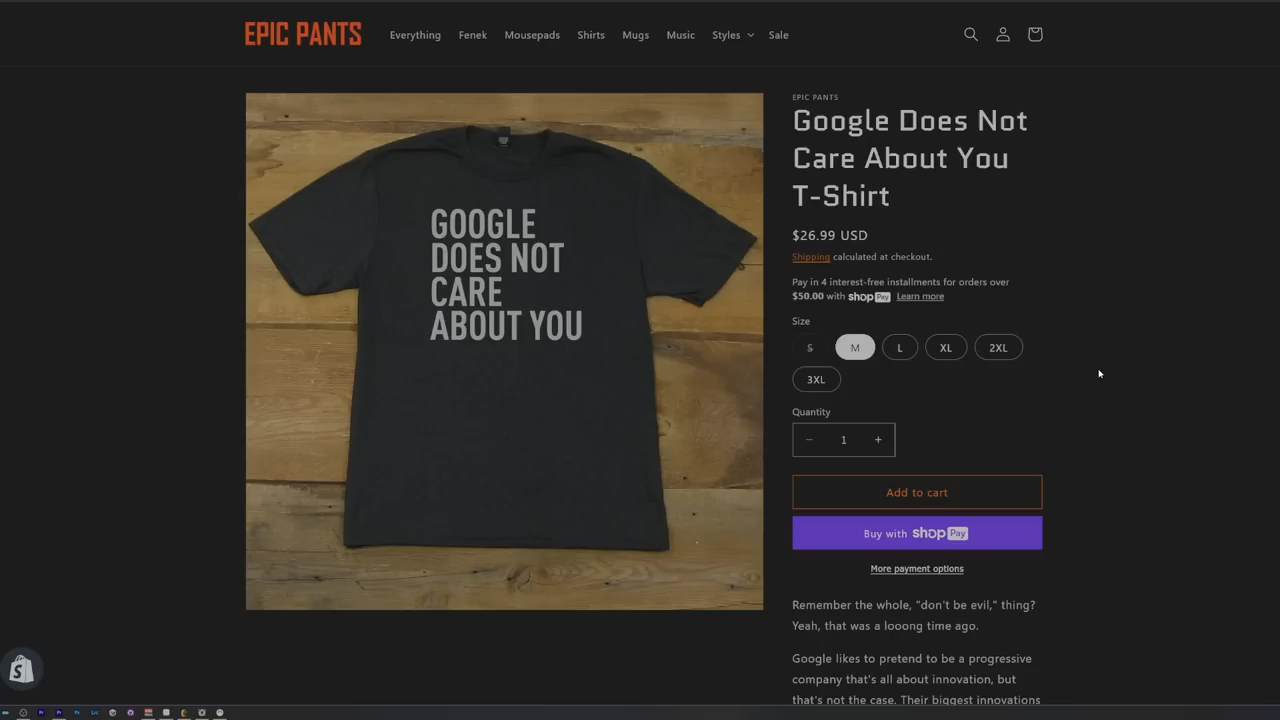 EPIC PANTS
Everything
Fenek
Mousepads
Shirts
Mugs
Music
Styles
Sale
GOOGLE
DOES NOT
CARE
ABOUT YOU
EPIC PANTS
Google Does Not
Care About You
T-Shirt
$26.99 USD
Shipping calculated at checkout.
Pay in 4 interest-free installments for orders over
$50.00 with shop Pay Learn more
Size
S
M
L
XL
2XL
3XL
Quantity
− 1 +
Add to cart
Buy with shop Pay
More payment options
Remember the whole, "don't be evil," thing?
Yeah, that was a looong time ago.
Google likes to pretend to be a progressive
company that's all about innovation, but
that's not the case. Their biggest innovations